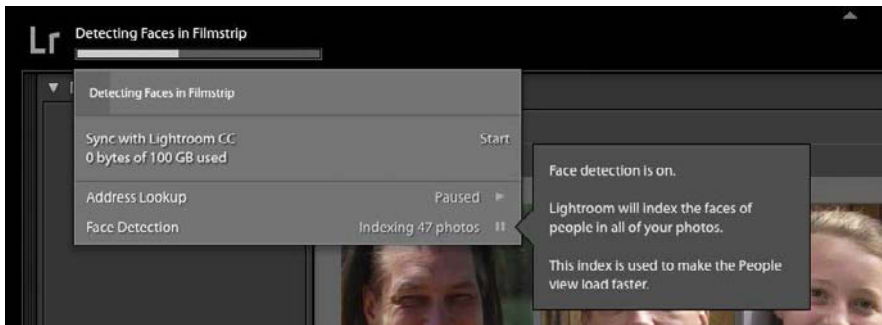 Lr
Detecting Faces in Filmstrip
Detecting Faces in Filmstrip
Sync with Lightroom CC
Start
0 bytes of 100 GB used
Address Lookup
Paused
Face Detection
Indexing 47 photos
Face detection is on.
Lightroom will index the faces of
people in all of your photos.
This index is used to make the People
view load faster.